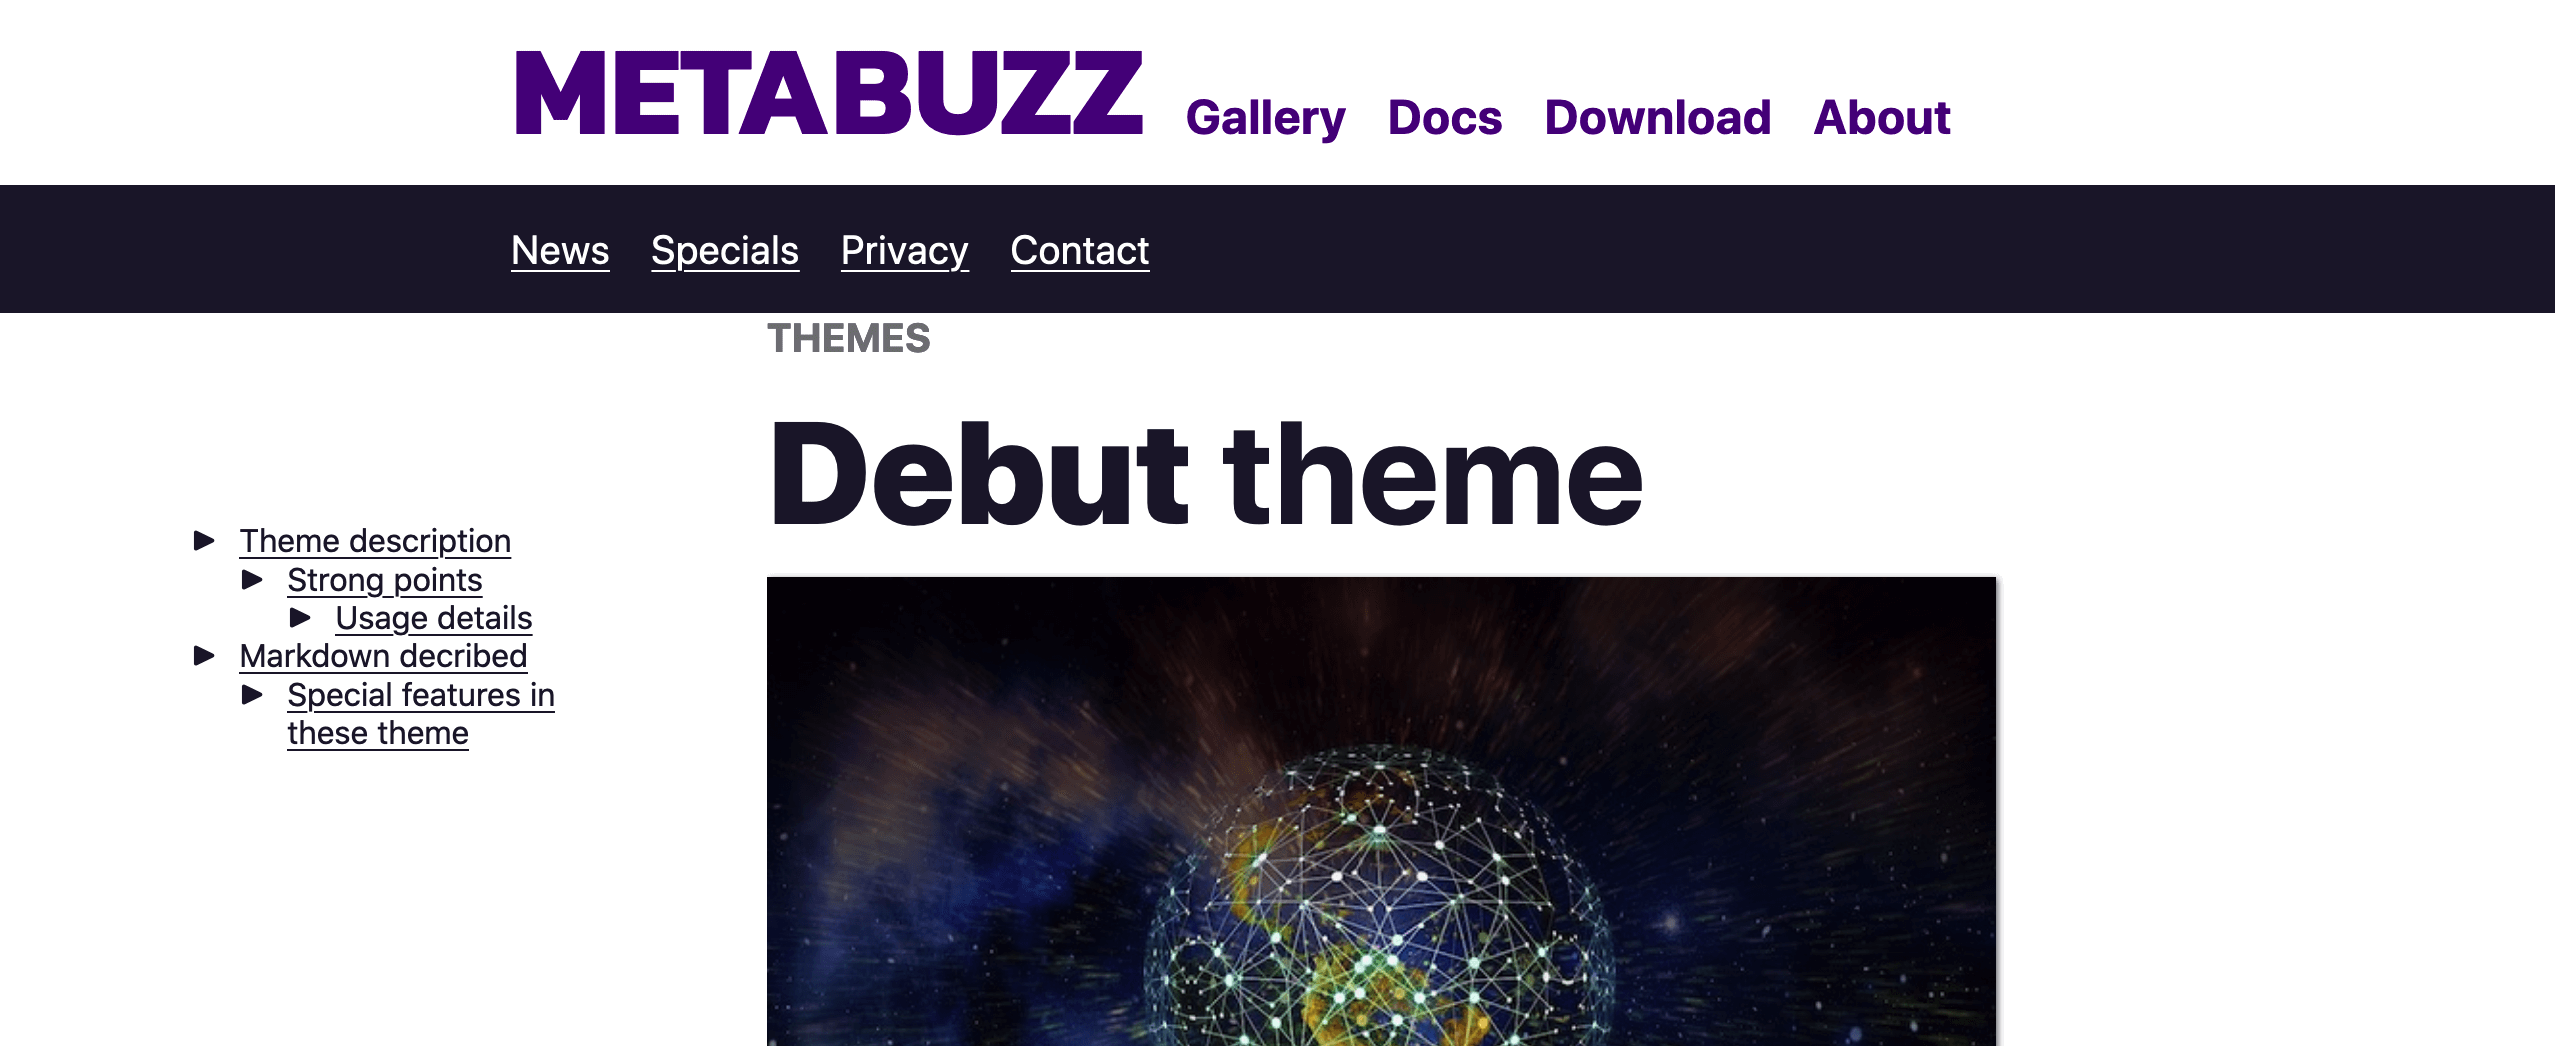 METABUZZ Gallery Docs Download About
News Specials Privacy Contact
THEMES
Debut theme
Theme description
Strong points
Usage details
Markdown decribed
Special features in
these theme